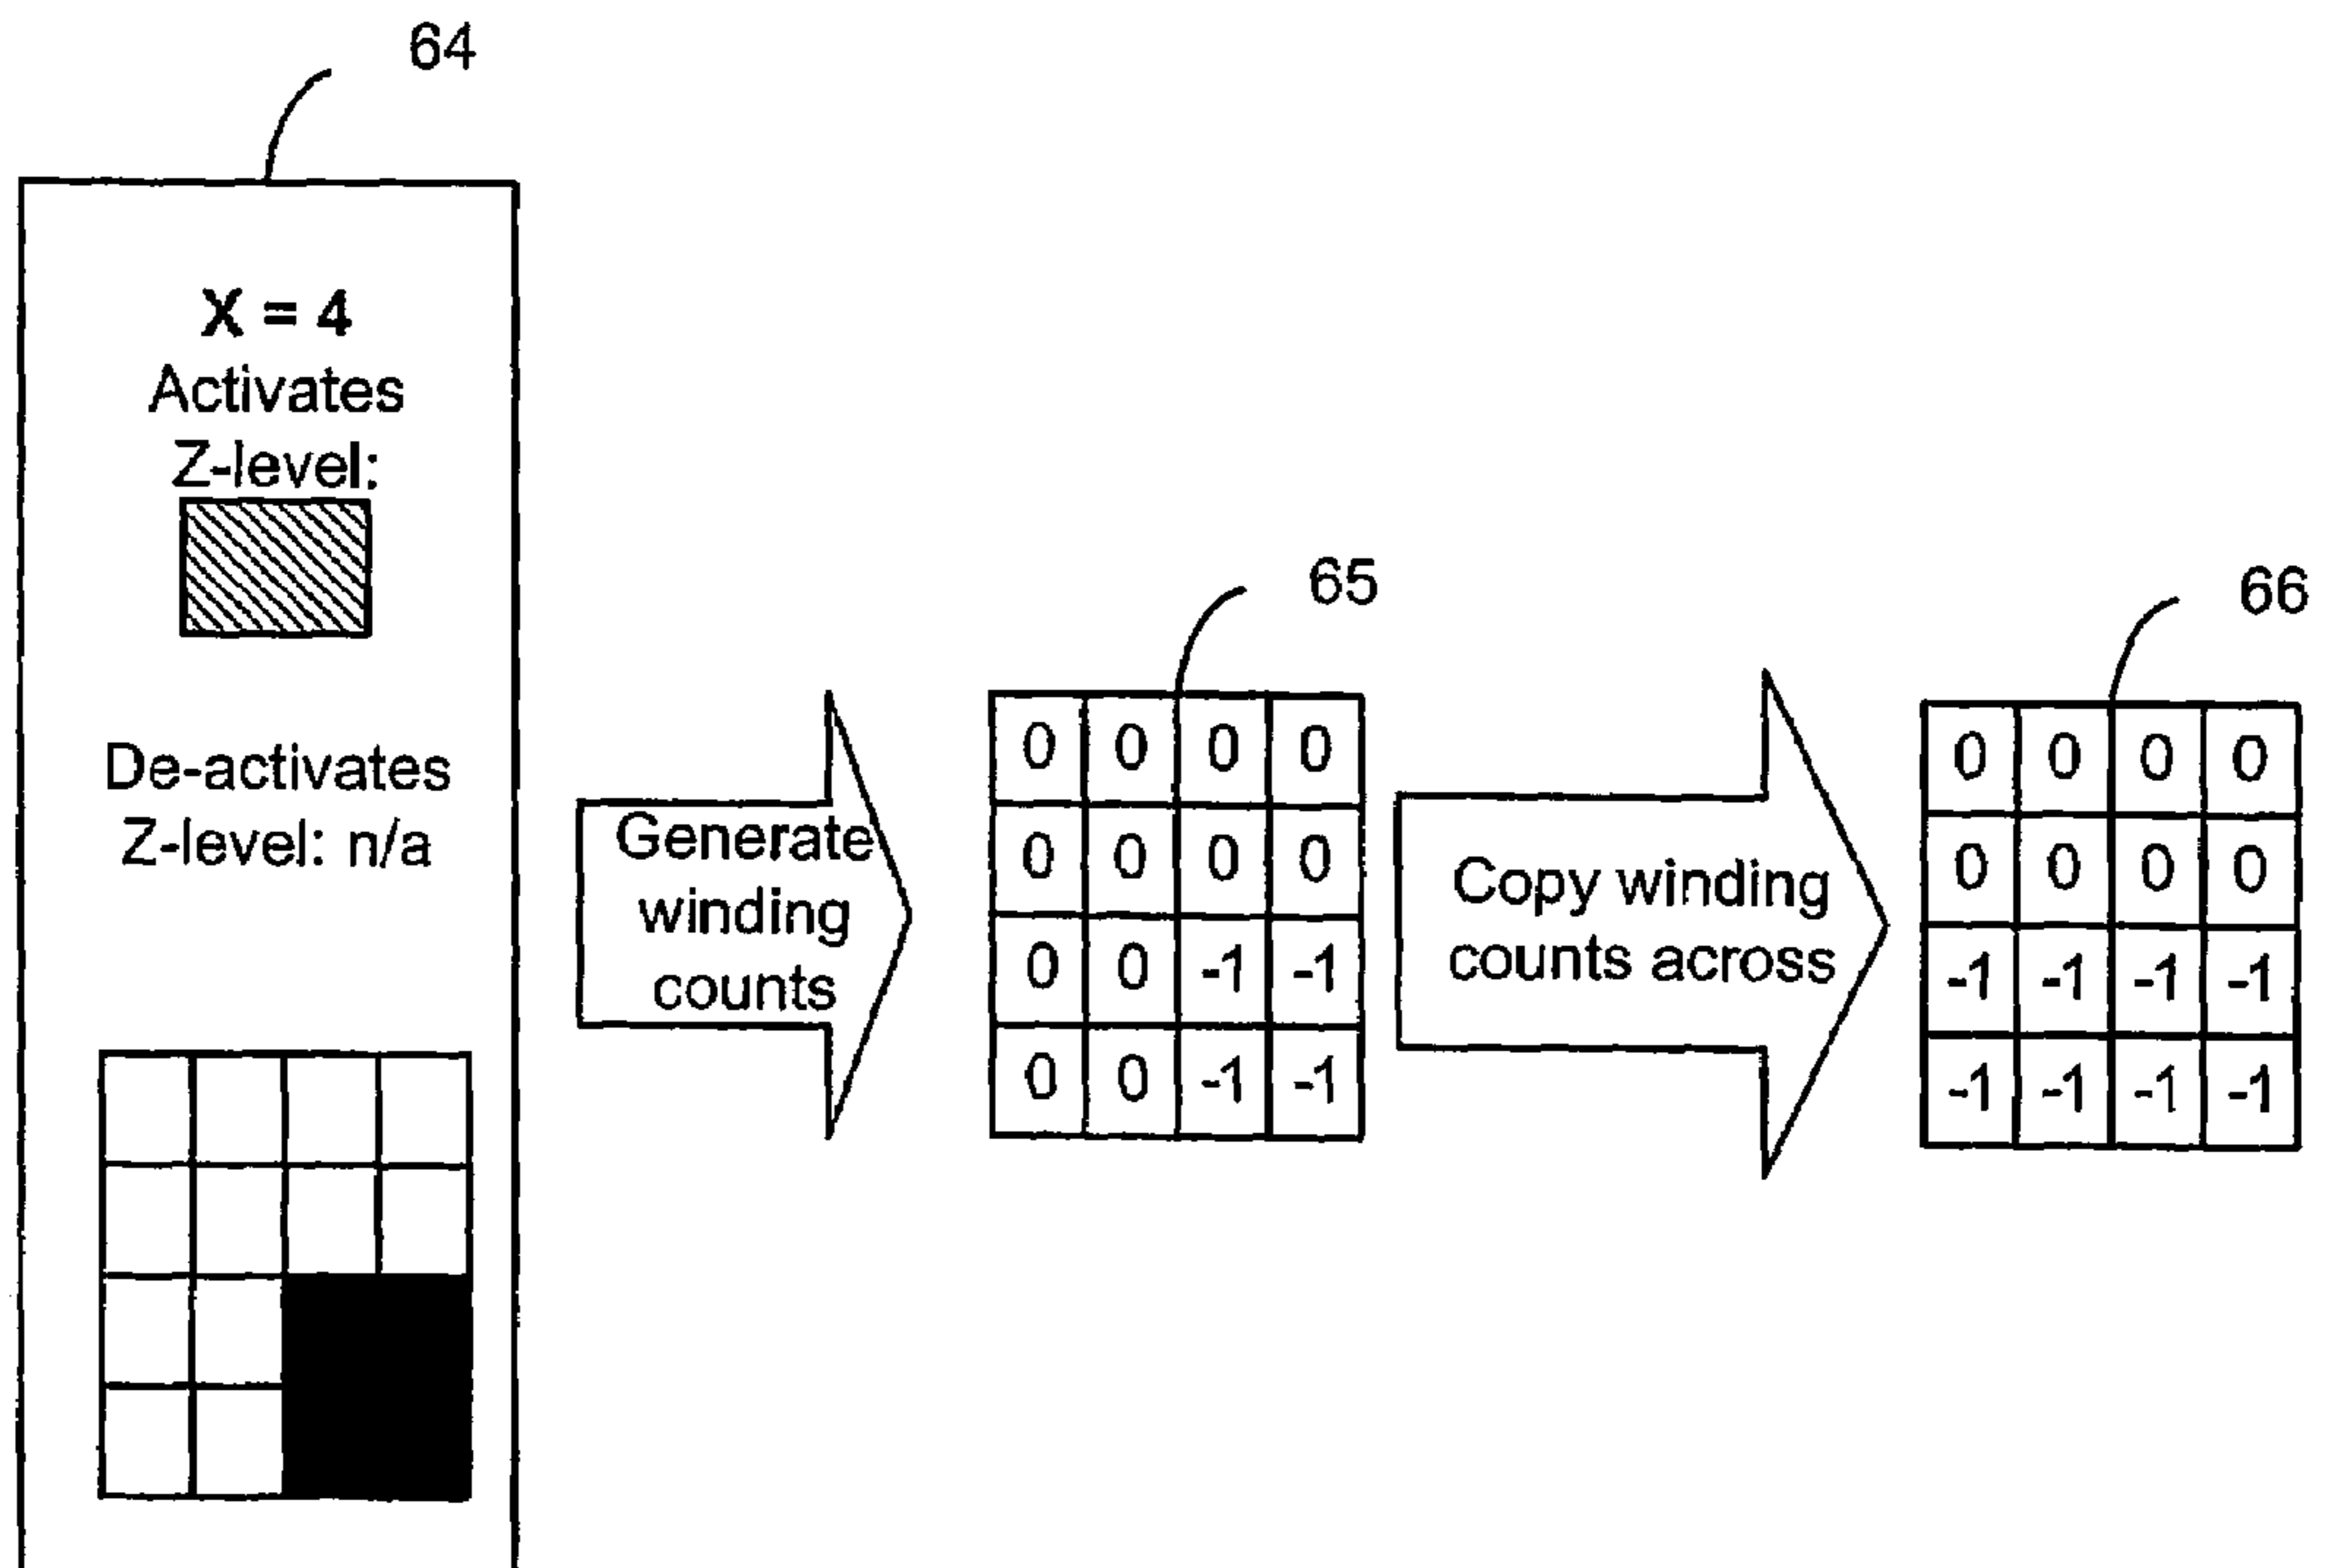 64
X = 4
Activates
Z-level:
De-activates
Z-level: n/a
Generate
winding
counts
65
0 0 0 0
0 0 0 0
0 0 -1 -1
0 0 -1 -1
Copy winding
counts across
66
0 0 0 0
0 0 0 0
-1 -1 -1 -1
-1 -1 -1 -1